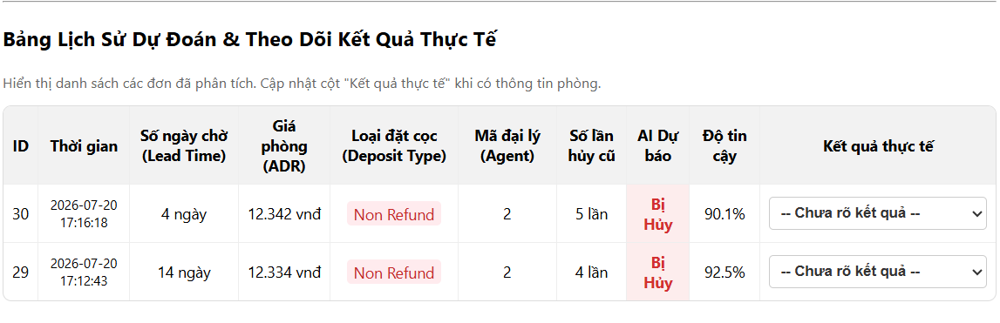 Bảng Lịch Sử Dự Đoán & Theo Dõi Kết Quả Thực Tế
Hiển thị danh sách các đơn đã phân tích. Cập nhật cột "Kết quả thực tế" khi có thông tin phòng.
ID Thời gian Số ngày chờ (Lead Time) Giá phòng (ADR) Loại đặt cọc (Deposit Type) Mã đại lý (Agent) Số lần hủy cũ AI Dự báo Độ tin cậy Kết quả thực tế
30 2026-07-20 17:16:18 4 ngày 12.342 vnđ Non Refund 2 5 lần Bị Hủy 90.1% -- Chưa rõ kết quả --
29 2026-07-20 17:12:43 14 ngày 12.334 vnđ Non Refund 2 4 lần Bị Hủy 92.5% -- Chưa rõ kết quả --